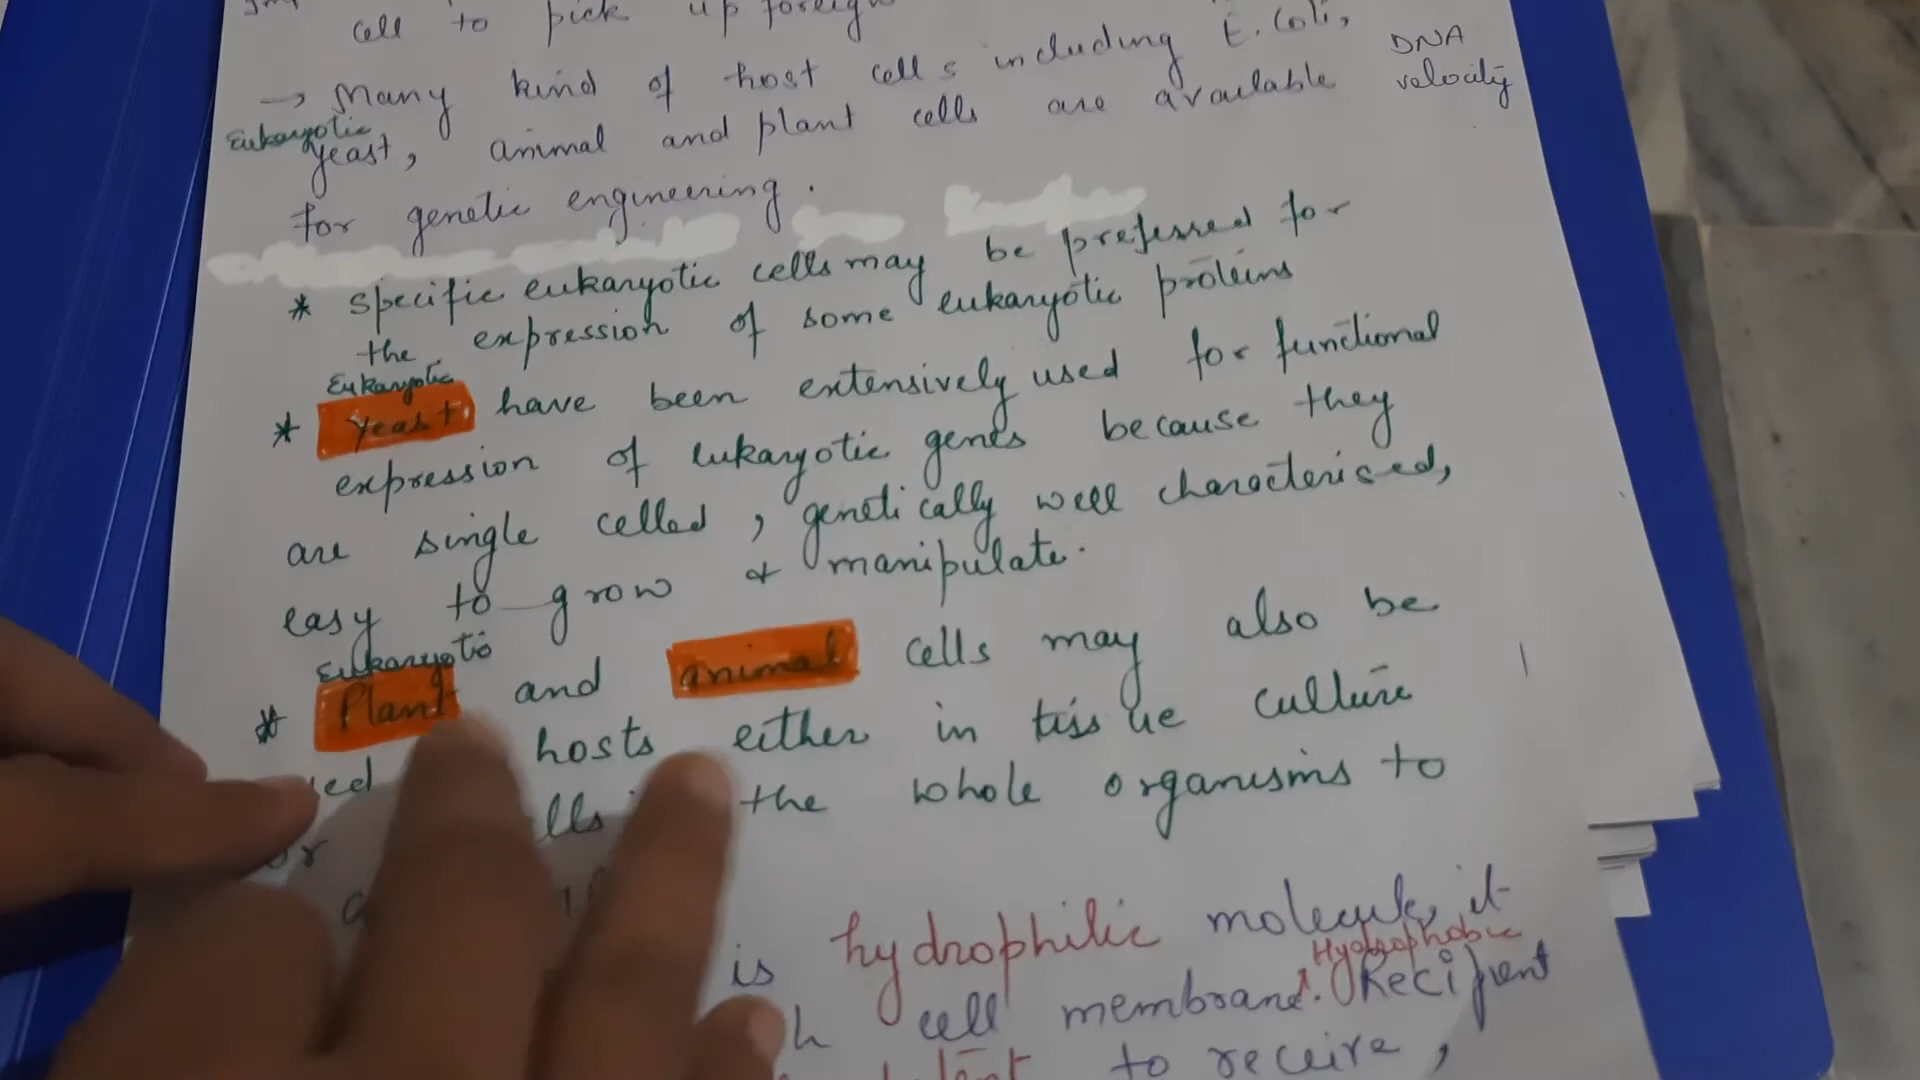 cell to pick up foreign
→ Many kind of host cells including E. coli,
DNA
velocity
Eukaryotic
yeast, animal and plant cells are available
for genetic engineering.
* specific eukaryotic cells may be preferred for
the expression of some eukaryotic proteins
Eukaryotic
* Yeast have been extensively used for functional
expression of eukaryotic genes because they
are single celled, genetically well characterised,
easy to grow & manipulate.
Eukaryotic
* Plant and animal cells may also be
hosts either in tissue culture
or the whole organisms to
is hydrophilic molecule, it
Hydrophobic
cell membrane. Recipient
to receive,